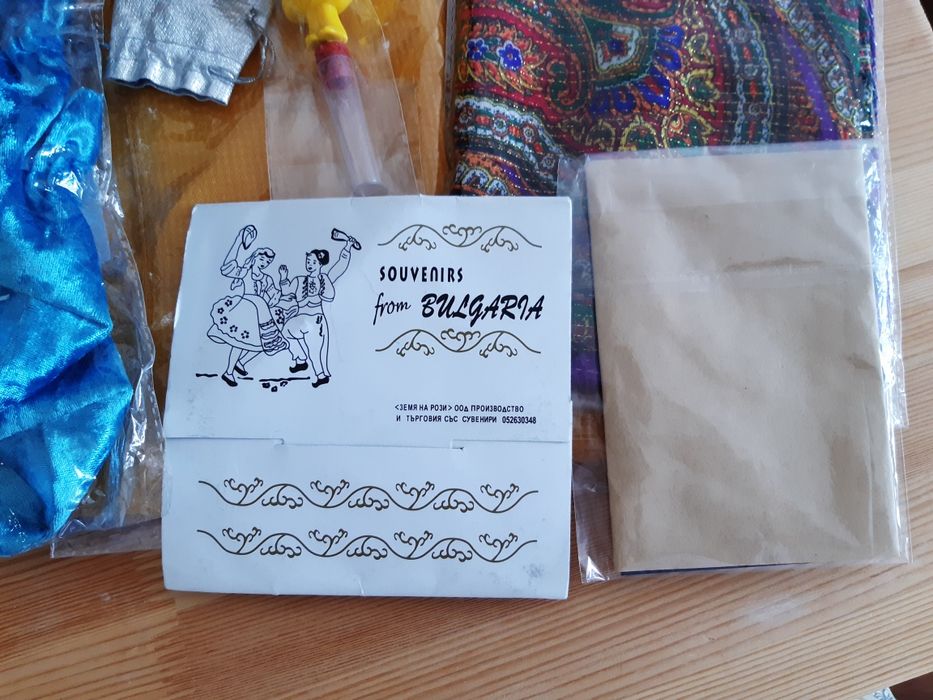 SOUVENIRS
from BULGARIA
<ЗЕМЯ НА РОЗИ> ООД ПРОИЗВОДСТВО
И ТЪРГОВИЯ СЪС СУВЕНИРИ 052630348